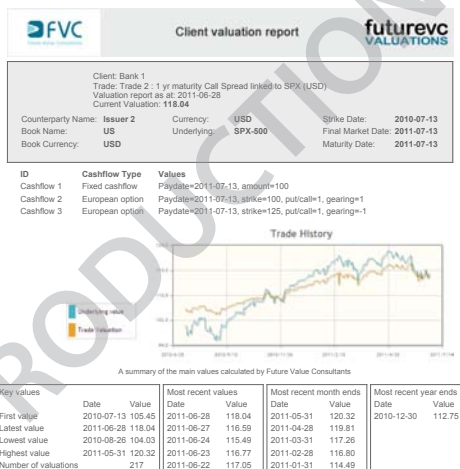 FVC
Client valuation report
futurevc
VALUATIONS
Client: Bank 1
Trade: Trade 2 : 1 yr maturity Call Spread linked to SPX (USD)
Valuation report as at: 2011-06-28
Current Valuation: 118.04
Counterparty Name: Issuer 2 Currency: USD Strike Date: 2010-07-13
Book Name: US Underlying: SPX-500 Final Market Date: 2011-07-13
Book Currency: USD Maturity Date: 2011-07-13
ID Cashflow Type Values
Cashflow 1 Fixed cashflow Paydate=2011-07-13, amount=100
Cashflow 2 European option Paydate=2011-07-13, strike=100, put/call=1, gearing=1
Cashflow 3 European option Paydate=2011-07-13, strike=125, put/call=1, gearing=-1
Trade History
Underlying value
Trade Valuation
A summary of the main values calculated by Future Value Consultants
Key values Most recent values Most recent month ends Most recent year ends
Date Value Date Value Date Value Date Value
First value 2010-07-13 105.45 2011-06-28 118.04 2011-05-31 120.32 2010-12-30 112.75
Latest value 2011-06-28 118.04 2011-06-27 116.59 2011-04-28 119.81
Lowest value 2010-08-26 104.03 2011-06-24 115.49 2011-03-31 117.26
Highest value 2011-05-31 120.32 2011-06-23 116.77 2011-02-28 116.80
Number of valuations 217 2011-06-22 117.05 2011-01-31 114.49
RODUCTION